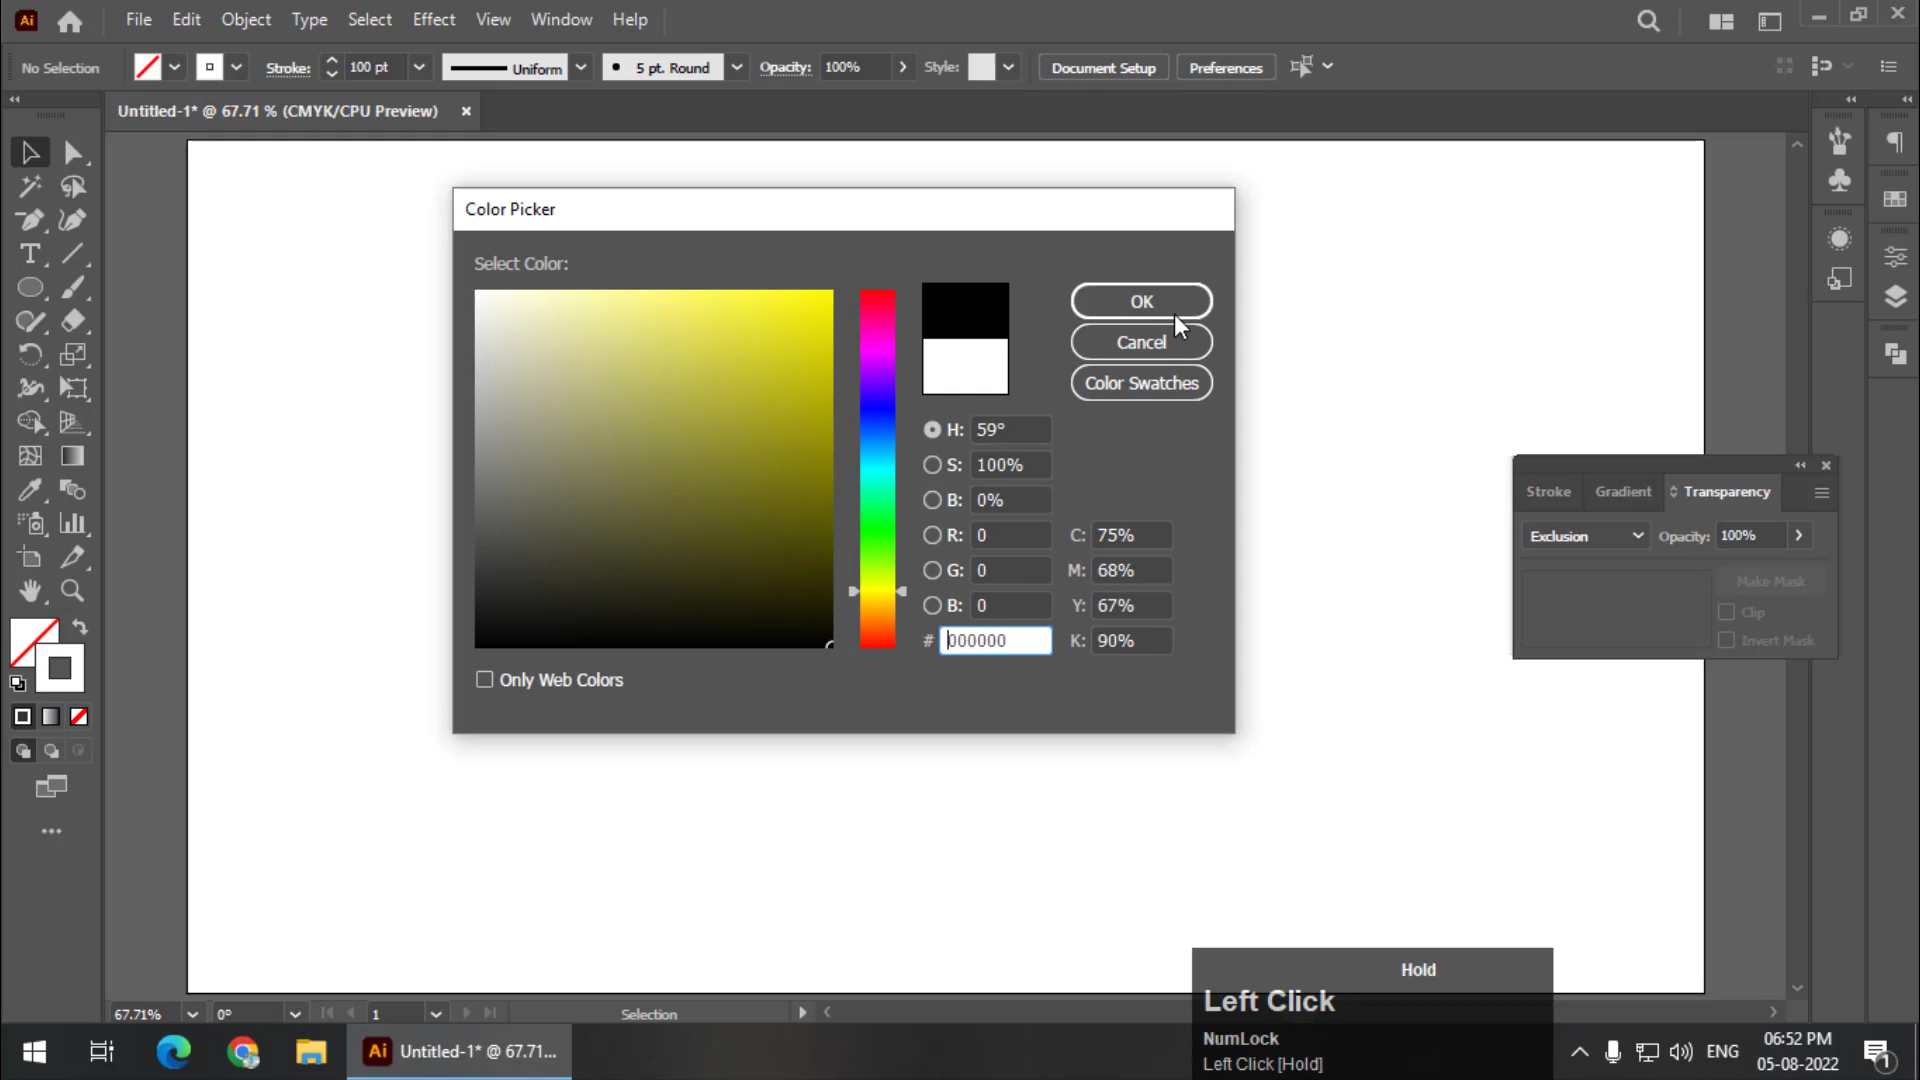 Ai File Edit Object Type Select Effect View Window Help
No Selection Stroke: 100 pt Uniform 5 pt. Round Opacity: 100% Style: Document Setup Preferences
Untitled-1* @ 67.71 % (CMYK/CPU Preview)
Color Picker
Select Color:
OK
Cancel
Color Swatches
H: 59°
S: 100%
B: 0%
R: 0 C: 75%
G: 0 M: 68%
B: 0 Y: 67%
# 000000 K: 90%
Only Web Colors
Stroke Gradient Transparency
Exclusion Opacity: 100%
Make Mask
Clip
Invert Mask
Hold
Left Click
NumLock
Left Click [Hold]
67.71% 0° 1 Selection
Ai Untitled-1* @ 67.71... ENG 06:52 PM
05-08-2022 1